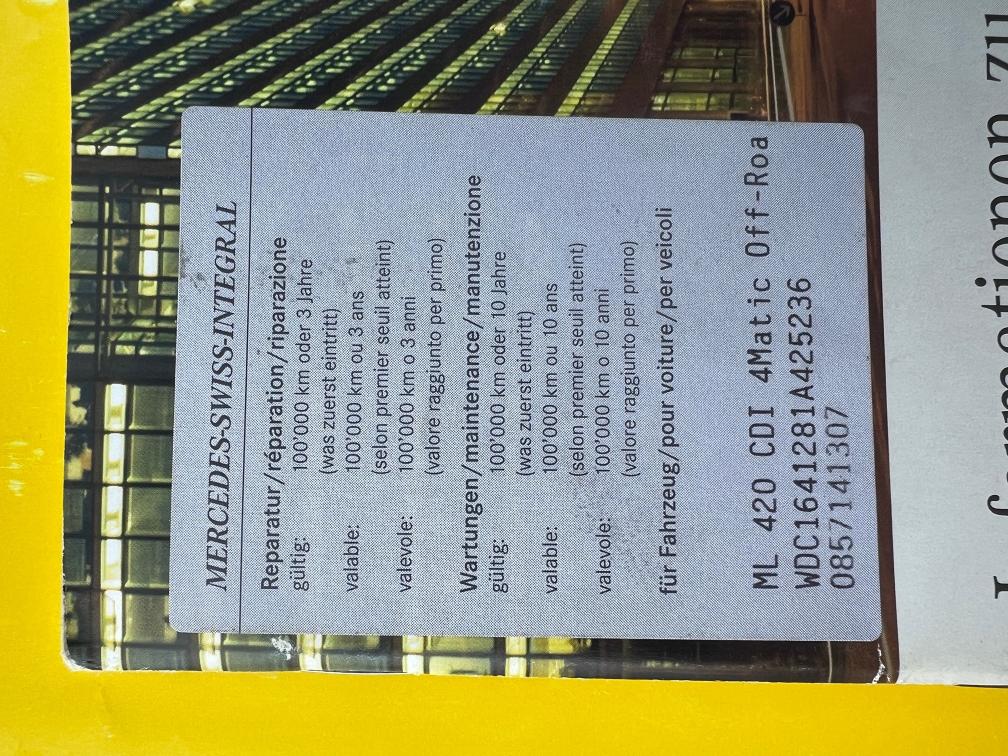 MERCEDES-SWISS-INTEGRAL
Reparatur/réparation/riparazione
gültig: 100'000 km oder 3 Jahre
(was zuerst eintritt)
valable: 100'000 km ou 3 ans
(selon premier seuil atteint)
valevole: 100'000 km o 3 anni
(valore raggiunto per primo)
Wartungen/maintenance/manutenzione
gültig: 100'000 km oder 10 Jahre
(was zuerst eintritt)
valable: 100'000 km ou 10 ans
(selon premier seuil atteint)
valevole: 100'000 km o 10 anni
(valore raggiunto per primo)
für Fahrzeug/pour voiture/per veicoli
ML 420 CDI 4Matic Off-Roa
WDC1641281A425236
0857141307